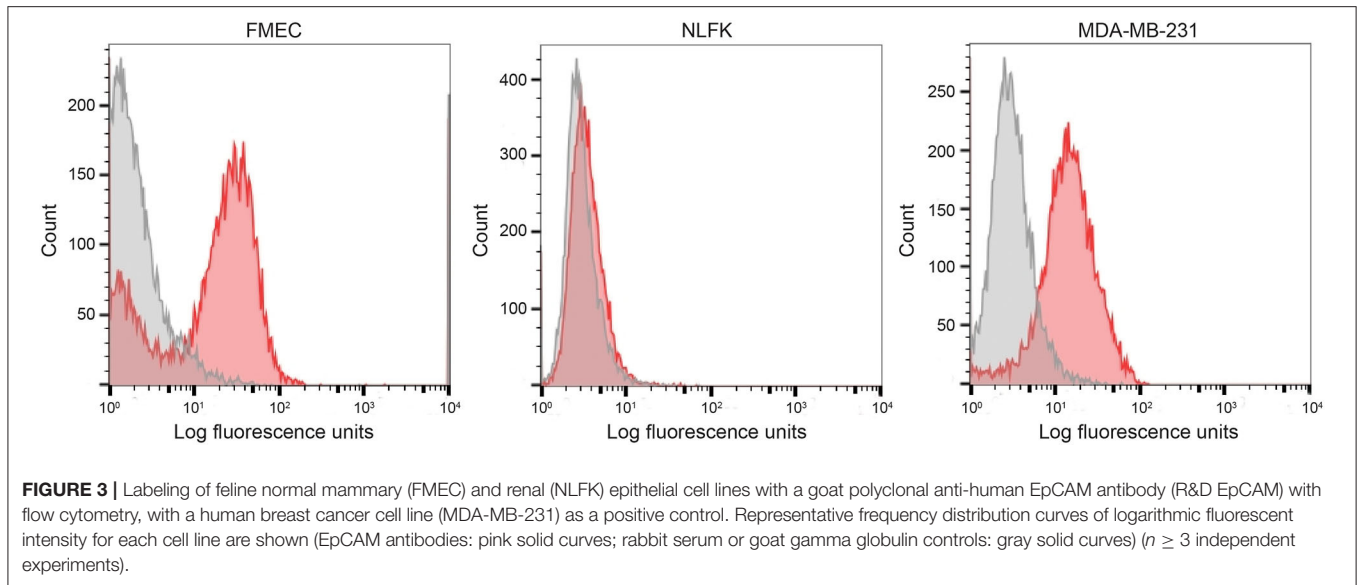 FMEC
NLFK
MDA-MB-231
200
150
100
50
Count
10⁰ 10¹ 10² 10³ 10⁴
Log fluorescence units
400
300
200
100
Count
10⁰ 10¹ 10² 10³ 10⁴
Log fluorescence units
250
200
150
100
50
0
Count
10⁰ 10¹ 10² 10³ 10⁴
Log fluorescence units
FIGURE 3 | Labeling of feline normal mammary (FMEC) and renal (NLFK) epithelial cell lines with a goat polyclonal anti-human EpCAM antibody (R&D EpCAM) with
flow cytometry, with a human breast cancer cell line (MDA-MB-231) as a positive control. Representative frequency distribution curves of logarithmic fluorescent
intensity for each cell line are shown (EpCAM antibodies: pink solid curves; rabbit serum or goat gamma globulin controls: gray solid curves) (n ≥ 3 independent
experiments).